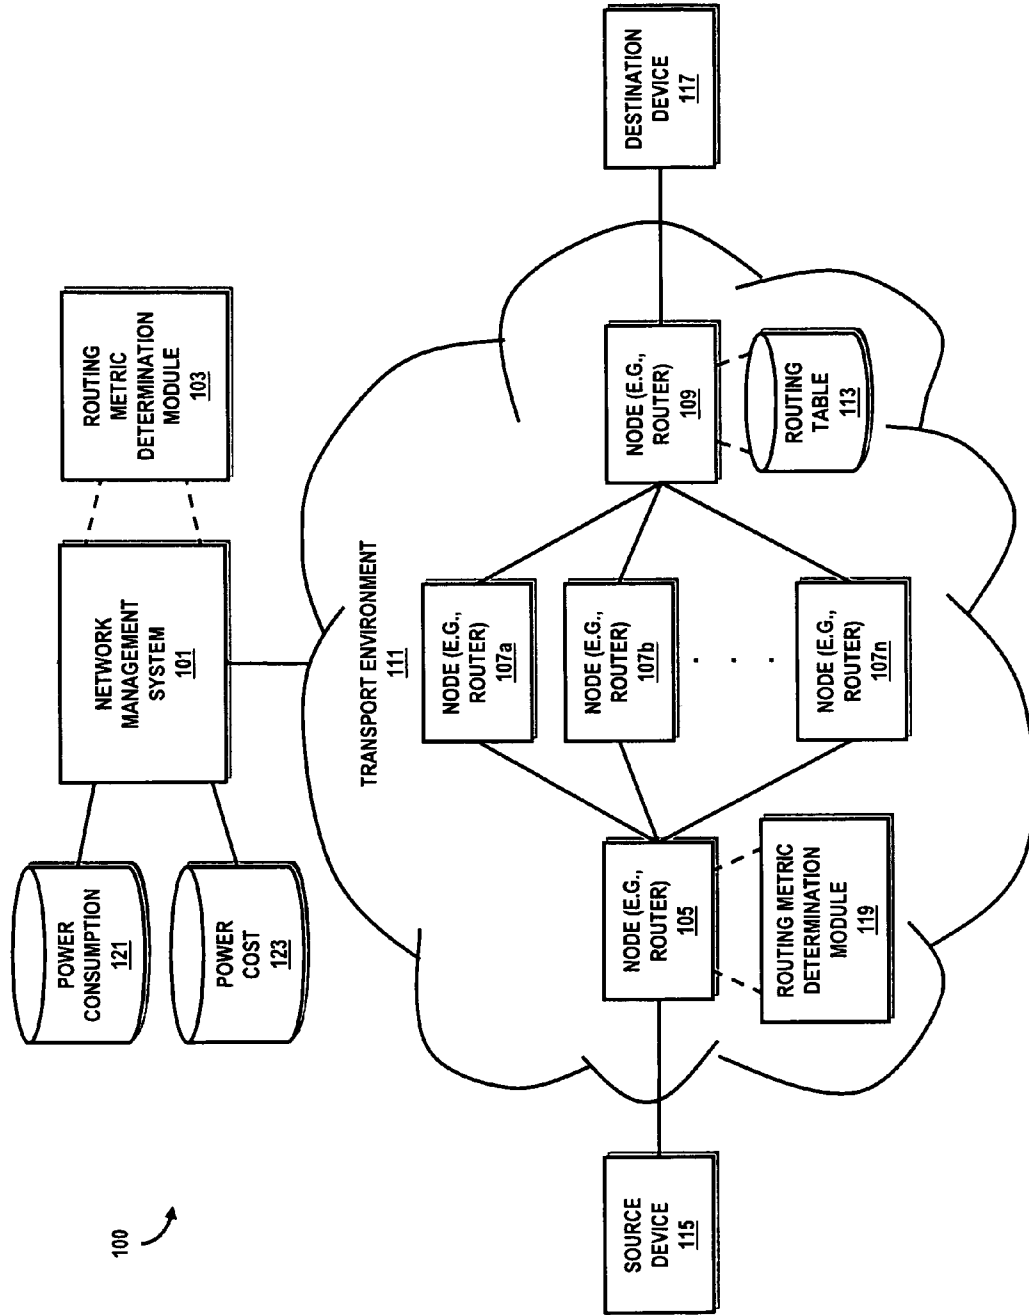 100
POWER
CONSUMPTION
121
POWER
COST
123
NETWORK
MANAGEMENT
SYSTEM
101
ROUTING
METRIC
DETERMINATION
MODULE
103
TRANSPORT ENVIRONMENT
111
SOURCE
DEVICE
115
NODE (E.G.,
ROUTER)
105
ROUTING METRIC
DETERMINATION
MODULE
119
NODE (E.G.,
ROUTER)
107a
NODE (E.G.,
ROUTER)
107b
. . .
NODE (E.G.,
ROUTER)
107n
NODE (E.G.,
ROUTER)
109
ROUTING
TABLE
113
DESTINATION
DEVICE
117